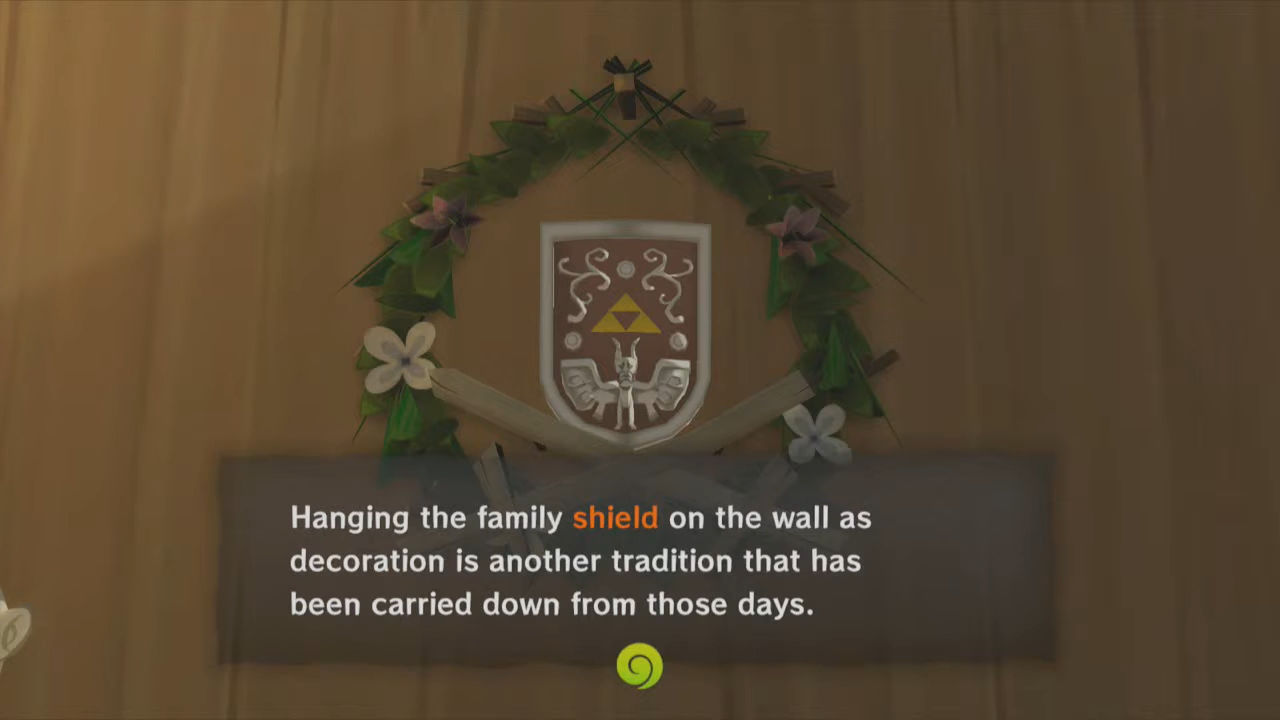 Hanging the family shield on the wall as
decoration is another tradition that has
been carried down from those days.